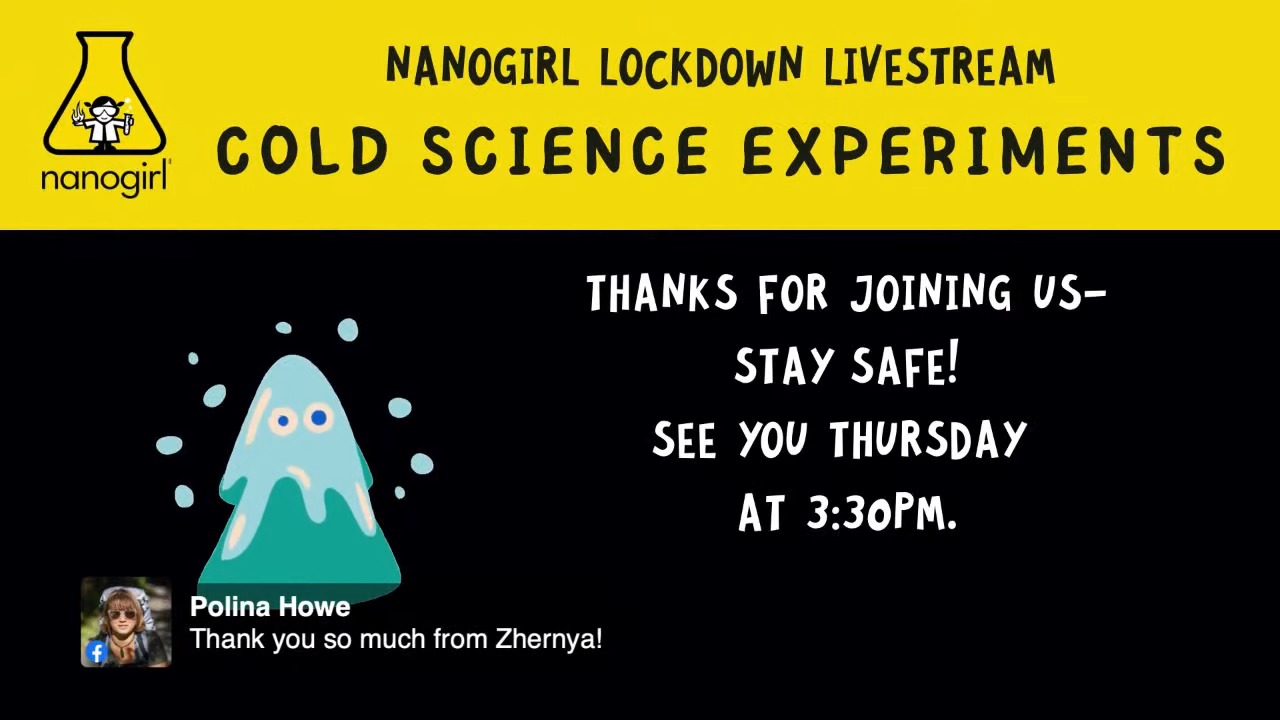 nanogirl
NANOGIRL LOCKDOWN LIVESTREAM
COLD SCIENCE EXPERIMENTS
THANKS FOR JOINING US-
STAY SAFE!
SEE YOU THURSDAY
AT 3:30PM.
Polina Howe
Thank you so much from Zhernya!